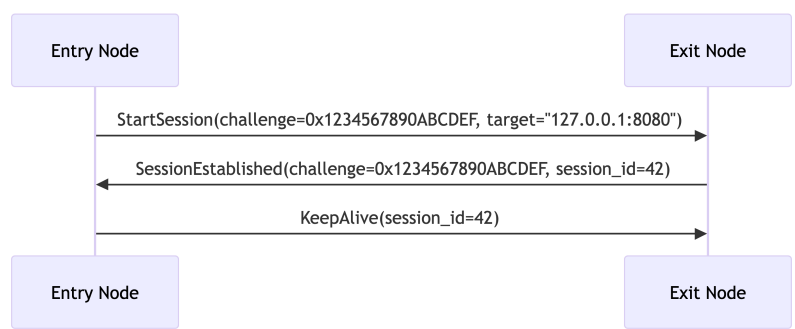 Entry Node
Exit Node
StartSession(challenge=0x1234567890ABCDEF, target="127.0.0.1:8080")
SessionEstablished(challenge=0x1234567890ABCDEF, session_id=42)
KeepAlive(session_id=42)
Entry Node
Exit Node